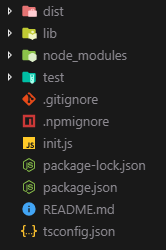 dist
lib
node_modules
test
.gitignore
.npmignore
init.js
package-lock.json
package.json
README.md
tsconfig.json